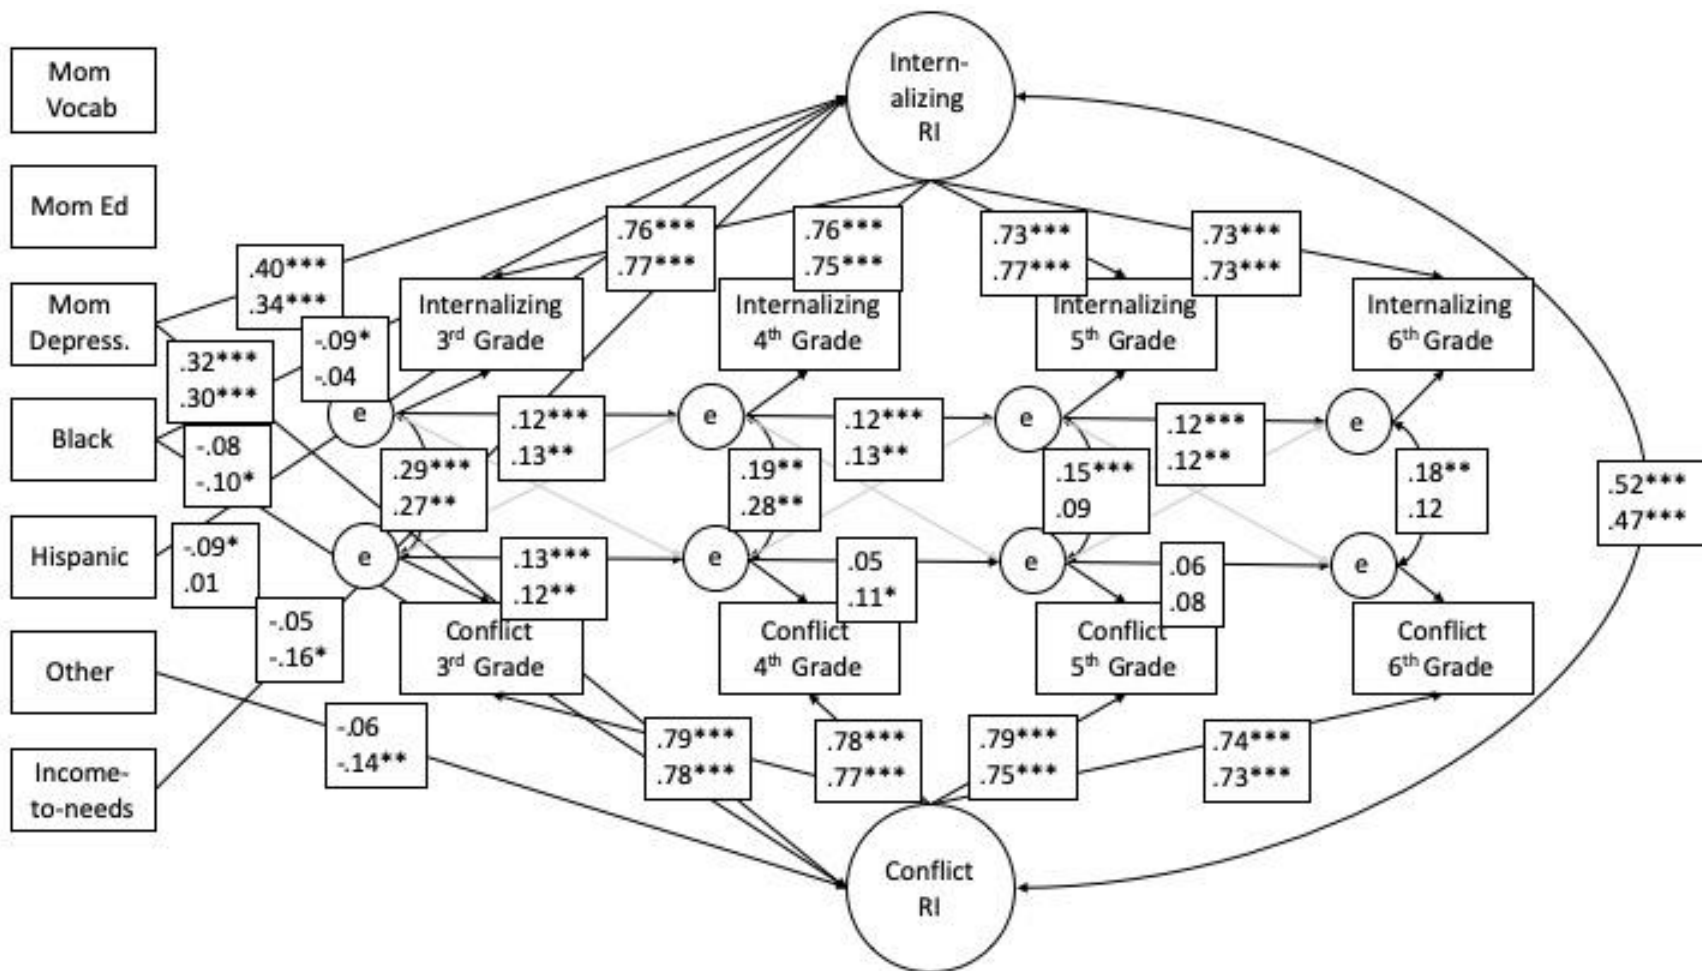 Intern-
alizing
RI
Mom
Vocab
Mom Ed
Mom
Depress.
Black
Hispanic
Other
Income-
to-needs
.40***
.34***
.32***
.30***
-.09*
-.04
-.08
-.10*
-.09*
.01
-.05
-.16*
-.06
-.14**
.76***
.77***
.76***
.75***
.73***
.77***
.73***
.73***
Internalizing
3rd Grade
Internalizing
4th Grade
Internalizing
5th Grade
Internalizing
6th Grade
e
e
e
e
.12***
.13**
.12***
.13**
.12***
.12**
.29***
.27**
.19**
.28**
.15***
.09
.18**
.12
.52***
.47***
e
e
e
e
.13***
.12**
.05
.11*
.06
.08
Conflict
3rd Grade
Conflict
4th Grade
Conflict
5th Grade
Conflict
6th Grade
.79***
.78***
.78***
.77***
.79***
.75***
.74***
.73***
Conflict
RI